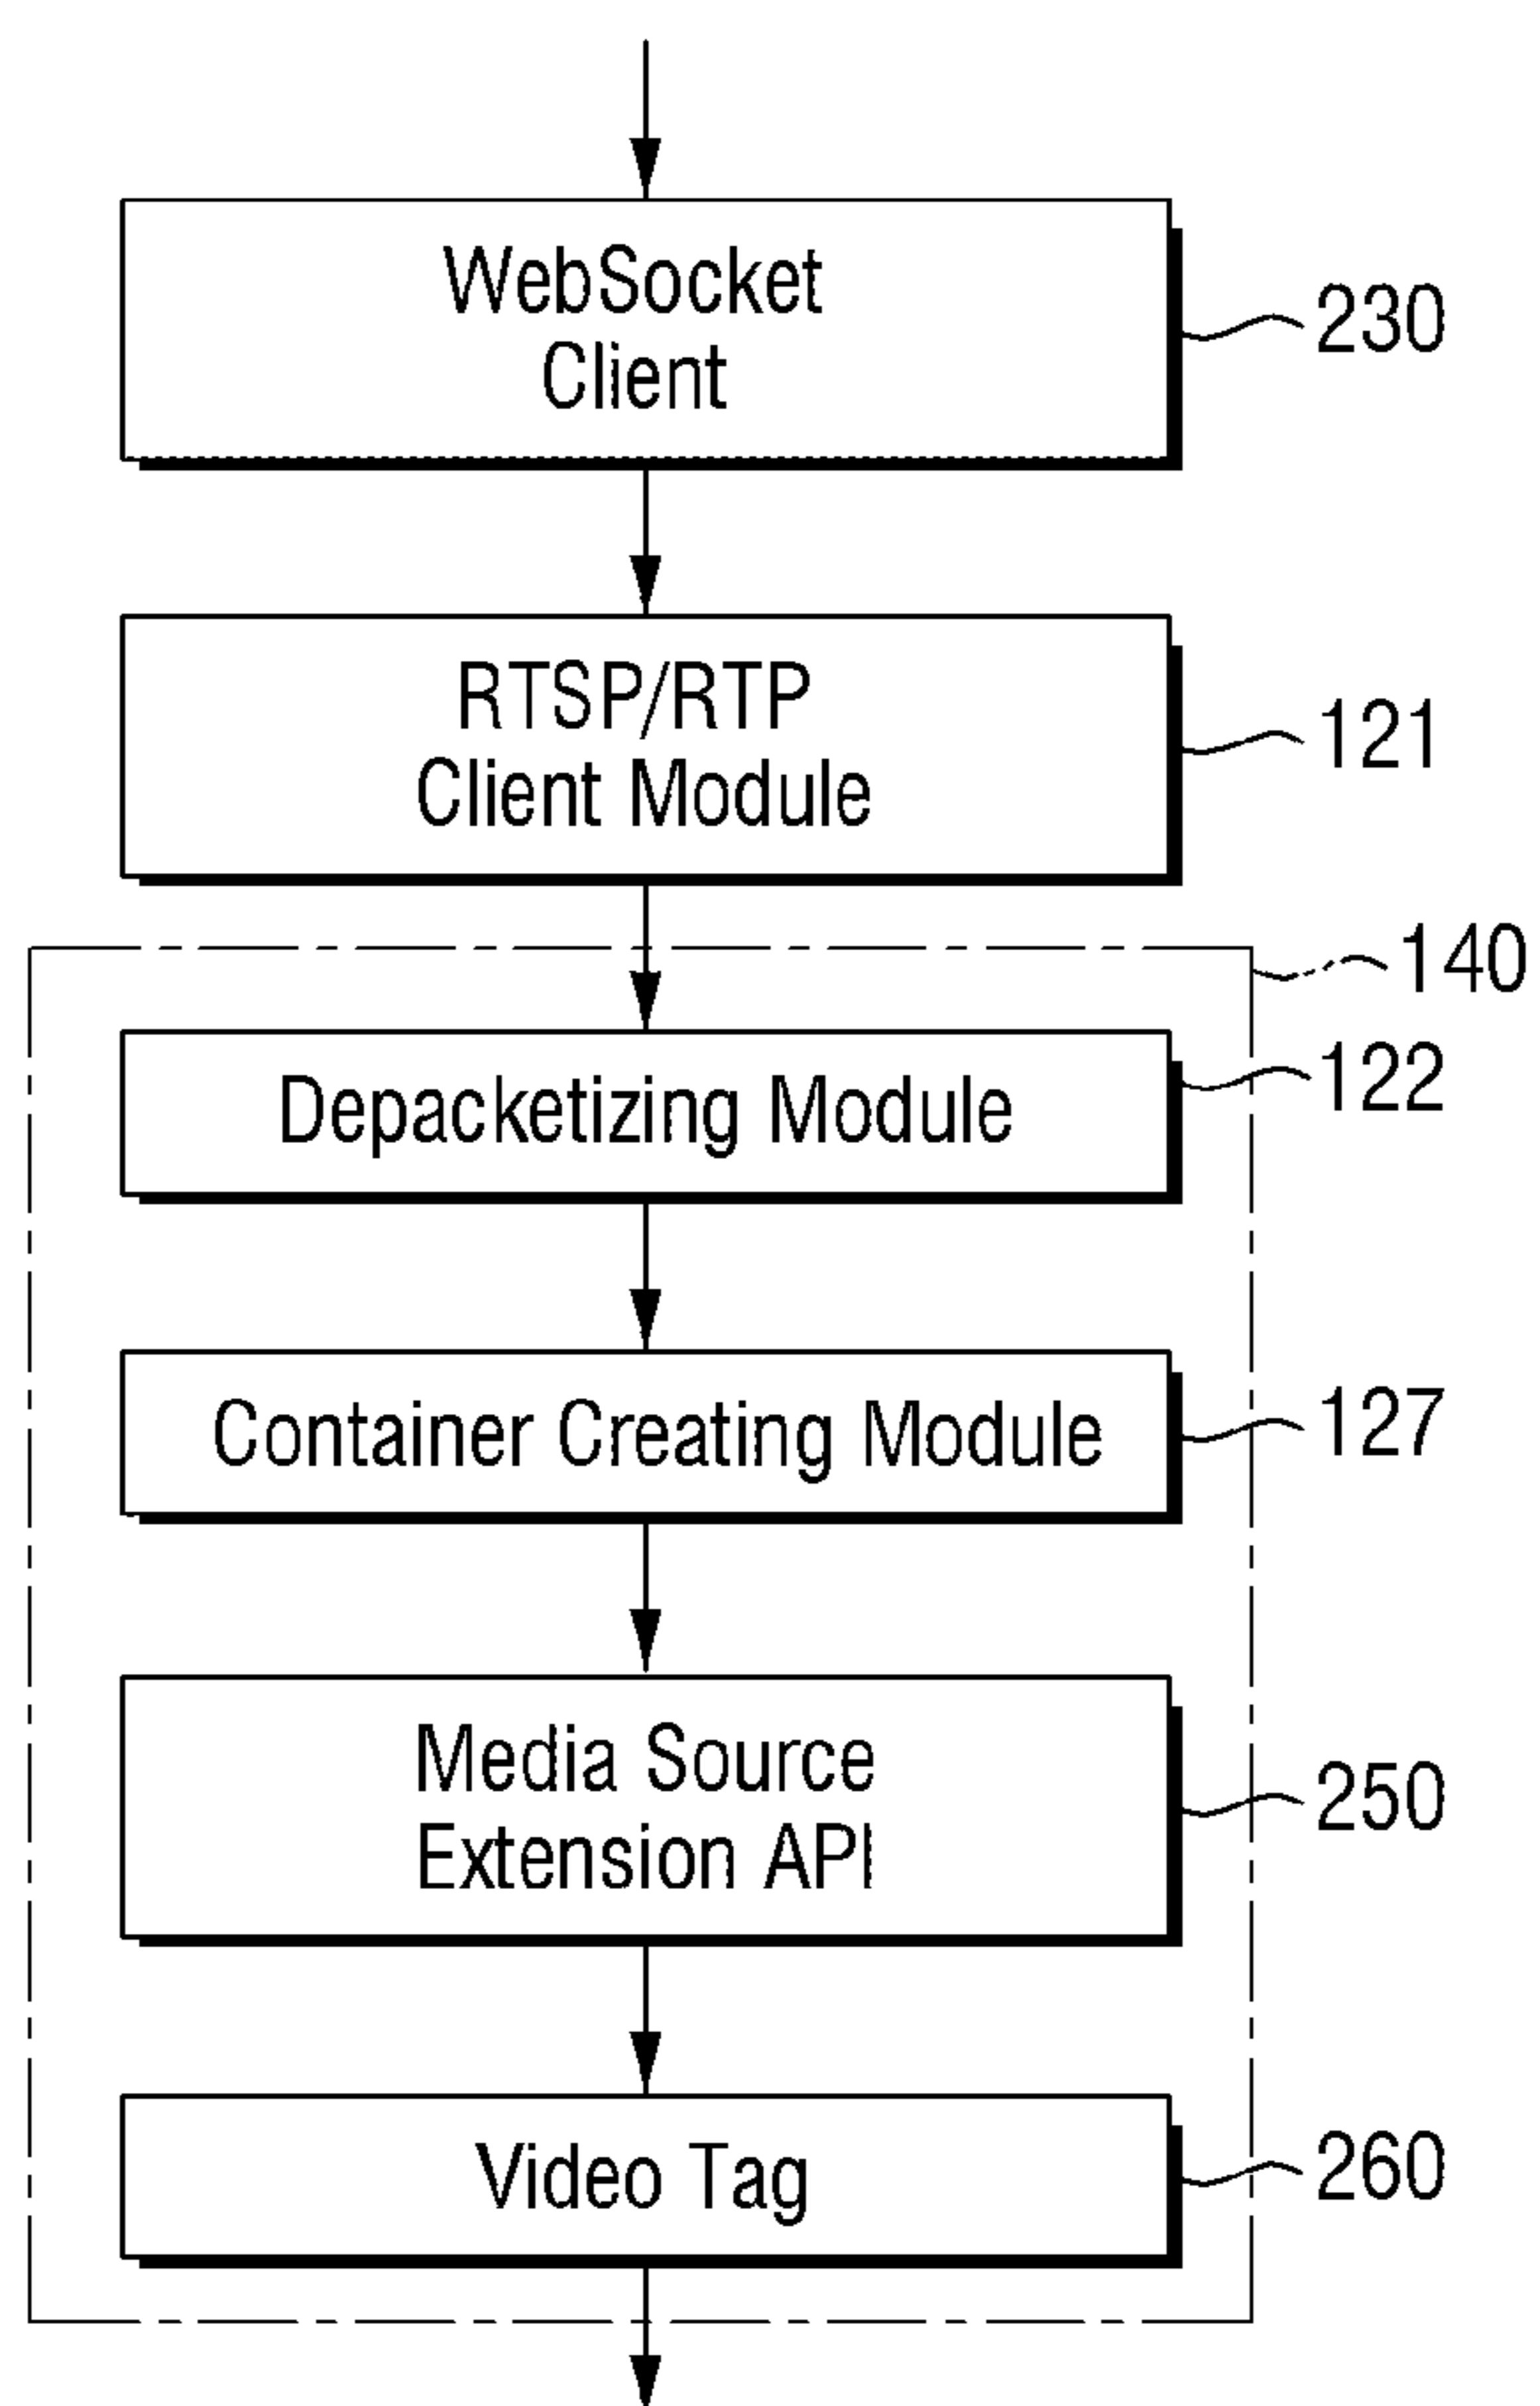 WebSocket
Client
230
RTSP/RTP
Client Module
121
140
Depacketizing Module
122
Container Creating Module
127
Media Source
Extension API
250
Video Tag
260